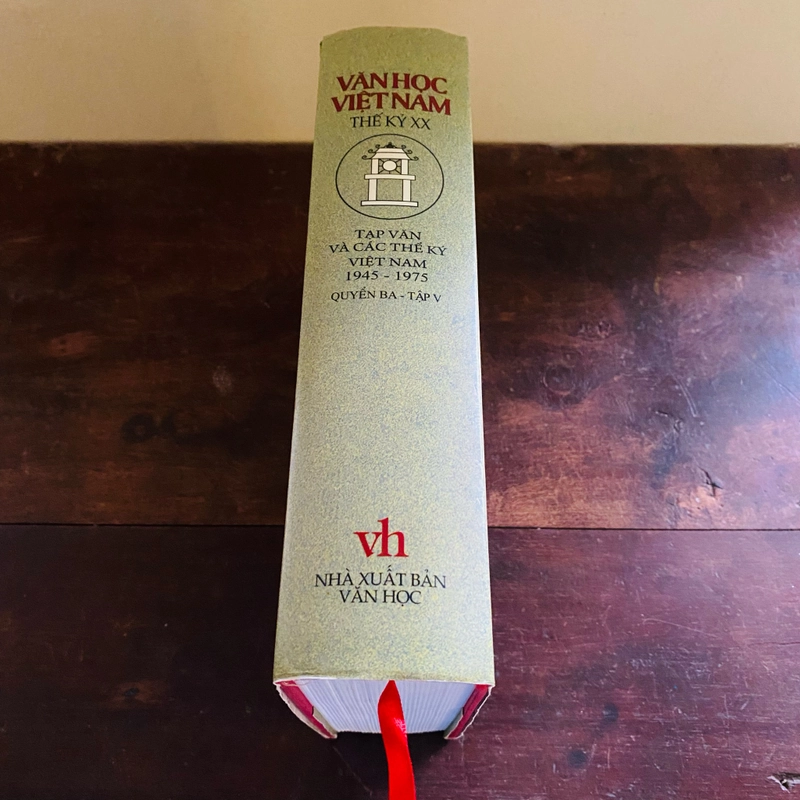 VĂN HỌC
VIỆT NAM
THẾ KỶ XX
TẠP VĂN
VÀ CÁC THỂ KÝ
VIỆT NAM
1945 - 1975
QUYỂN BA - TẬP V
vh
NHÀ XUẤT BẢN
VĂN HỌC